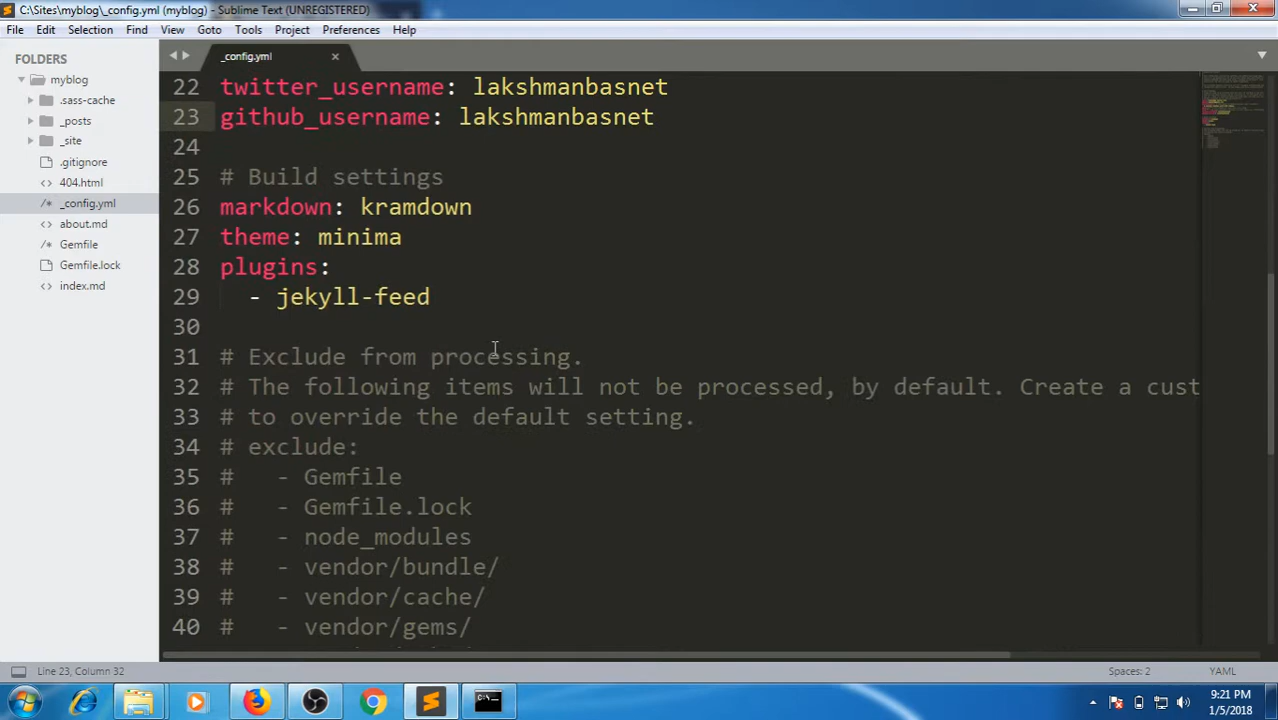 C:\Sites\myblog\_config.yml (myblog) - Sublime Text (UNREGISTERED)
File Edit Selection Find View Goto Tools Project Preferences Help
FOLDERS
myblog
.sass-cache
_posts
_site
.gitignore
404.html
_config.yml
about.md
Gemfile
Gemfile.lock
index.md
_config.yml
22 twitter_username: lakshmanbasnet
23 github_username: lakshmanbasnet
24
25 # Build settings
26 markdown: kramdown
27 theme: minima
28 plugins:
29 - jekyll-feed
30
31 # Exclude from processing.
32 # The following items will not be processed, by default. Create a cust
33 # to override the default setting.
34 # exclude:
35 # - Gemfile
36 # - Gemfile.lock
37 # - node_modules
38 # - vendor/bundle/
39 # - vendor/cache/
40 # - vendor/gems/
Line 23, Column 32
Spaces: 2
YAML
9:21 PM
1/5/2018